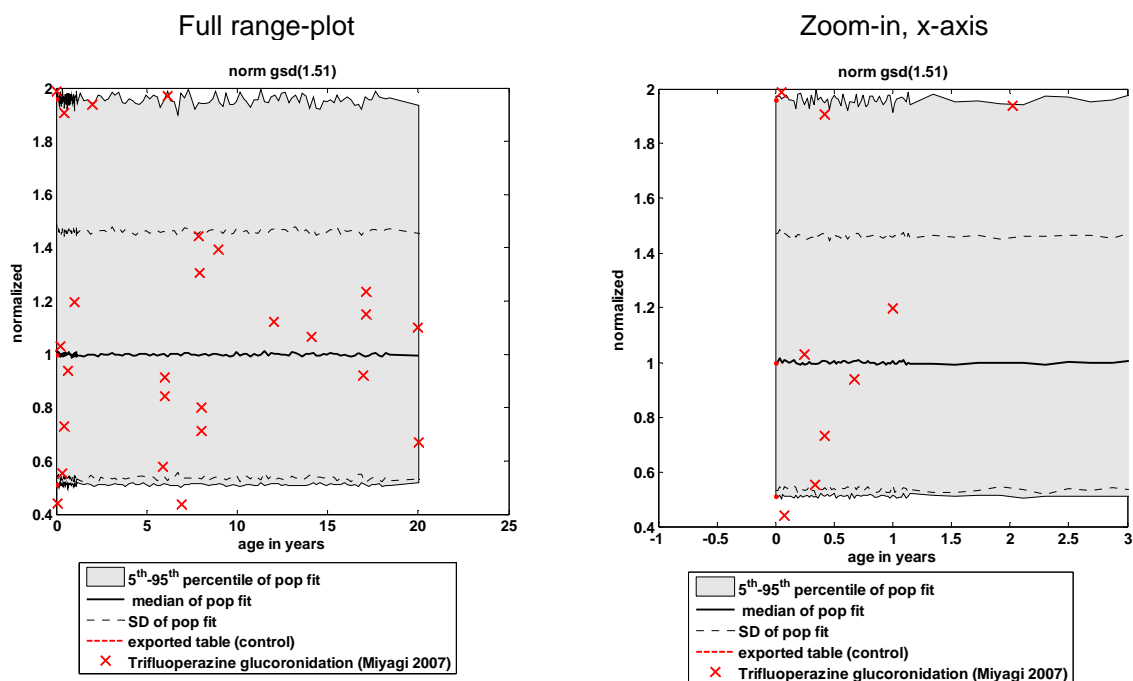 Full range-plot
norm gsd(1.51)
2
1.8
1.6
1.4
1.2
1
0.8
0.6
0.4
normalized
0 5 10 15 20 25
age in years
5th-95th percentile of pop fit
median of pop fit
SD of pop fit
exported table (control)
Trifluoperazine glucoronidation (Miyagi 2007)
Zoom-in, x-axis
norm gsd(1.51)
2
1.8
1.6
1.4
1.2
1
0.8
0.6
0.4
normalized
-1 -0.5 0 0.5 1 1.5 2 2.5 3
age in years
5th-95th percentile of pop fit
median of pop fit
SD of pop fit
exported table (control)
Trifluoperazine glucoronidation (Miyagi 2007)